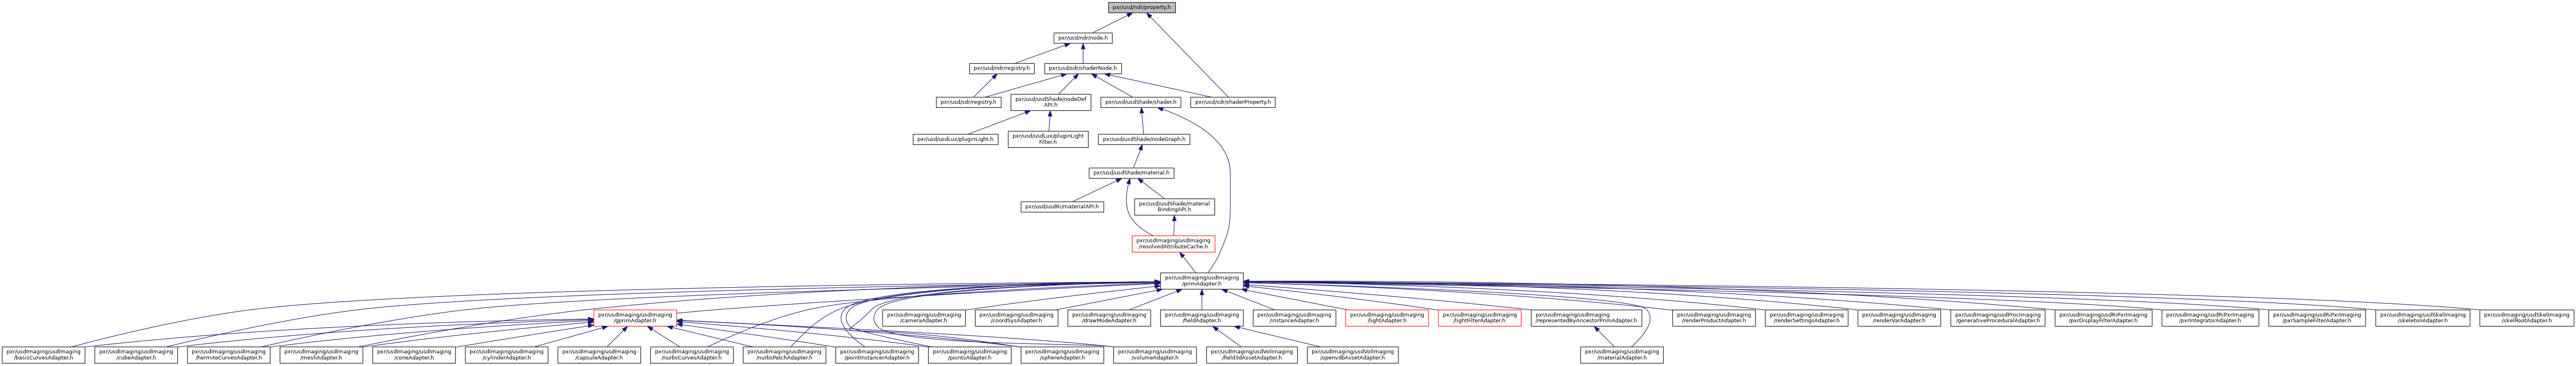 pxr/usd/ndr/property.h
pxr/usd/ndr/node.h
pxr/usd/ndr/registry.h
pxr/usd/sdr/shaderNode.h
pxr/usd/sdr/registry.h
pxr/usd/usdShade/nodeDef
API.h
pxr/usd/usdShade/shader.h
pxr/usd/sdr/shaderProperty.h
pxr/usd/usdLux/pluginLight.h
pxr/usd/usdLux/pluginLight
Filter.h
pxr/usd/usdShade/nodeGraph.h
pxr/usd/usdShade/material.h
pxr/usd/usdRi/materialAPI.h
pxr/usd/usdShade/material
BindingAPI.h
pxr/usdImaging/usdImaging
/resolvedAttributeCache.h
pxr/usdImaging/usdImaging
/primAdapter.h
pxr/usdImaging/usdImaging
/gprimAdapter.h
pxr/usdImaging/usdImaging
/cameraAdapter.h
pxr/usdImaging/usdImaging
/coordSysAdapter.h
pxr/usdImaging/usdImaging
/drawModeAdapter.h
pxr/usdImaging/usdImaging
/fieldAdapter.h
pxr/usdImaging/usdImaging
/instanceAdapter.h
pxr/usdImaging/usdImaging
/lightAdapter.h
pxr/usdImaging/usdImaging
/lightFilterAdapter.h
pxr/usdImaging/usdImaging
/representedByAncestorPrimAdapter.h
pxr/usdImaging/usdImaging
/renderProductAdapter.h
pxr/usdImaging/usdImaging
/renderSettingsAdapter.h
pxr/usdImaging/usdImaging
/renderVarAdapter.h
pxr/usdImaging/usdProcImaging
/generativeProceduralAdapter.h
pxr/usdImaging/usdRiPxrImaging
/pxrDisplayFilterAdapter.h
pxr/usdImaging/usdRiPxrImaging
/pxrIntegratorAdapter.h
pxr/usdImaging/usdRiPxrImaging
/pxrSampleFilterAdapter.h
pxr/usdImaging/usdSkelImaging
/skeletonAdapter.h
pxr/usdImaging/usdSkelImaging
/skelRootAdapter.h
pxr/usdImaging/usdImaging
/basisCurvesAdapter.h
pxr/usdImaging/usdImaging
/cubeAdapter.h
pxr/usdImaging/usdImaging
/hermiteCurvesAdapter.h
pxr/usdImaging/usdImaging
/meshAdapter.h
pxr/usdImaging/usdImaging
/coneAdapter.h
pxr/usdImaging/usdImaging
/cylinderAdapter.h
pxr/usdImaging/usdImaging
/capsuleAdapter.h
pxr/usdImaging/usdImaging
/nurbsCurvesAdapter.h
pxr/usdImaging/usdImaging
/nurbsPatchAdapter.h
pxr/usdImaging/usdImaging
/pointInstancerAdapter.h
pxr/usdImaging/usdImaging
/pointsAdapter.h
pxr/usdImaging/usdImaging
/sphereAdapter.h
pxr/usdImaging/usdImaging
/volumeAdapter.h
pxr/usdImaging/usdVolImaging
/field3dAssetAdapter.h
pxr/usdImaging/usdVolImaging
/openvdbAssetAdapter.h
pxr/usdImaging/usdImaging
/materialAdapter.h